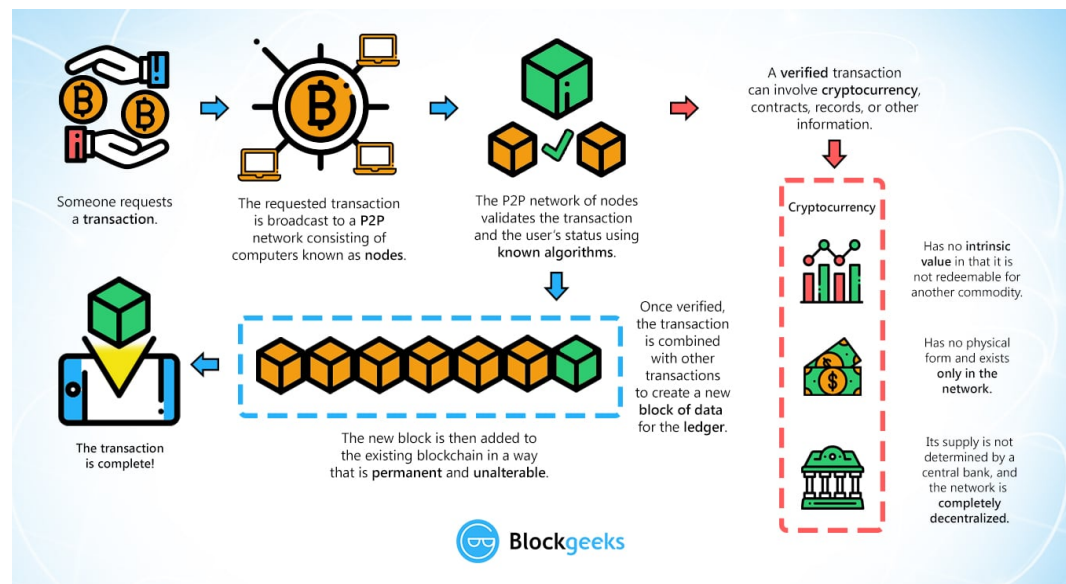 Someone requests
a transaction.
The requested transaction
is broadcast to a P2P
network consisting of
computers known as nodes.
The P2P network of nodes
validates the transaction
and the user's status using
known algorithms.
A verified transaction
can involve cryptocurrency,
contracts, records, or other
information.
Cryptocurrency
Has no intrinsic
value in that it is
not redeemable for
another commodity.
Has no physical
form and exists
only in the
network.
Its supply is not
determined by a
central bank, and
the network is
completely
decentralized.
Once verified,
the transaction
is combined
with other
transactions
to create a new
block of data
for the ledger.
The new block is then added to
the existing blockchain in a way
that is permanent and unalterable.
The transaction
is complete!
Blockgeeks